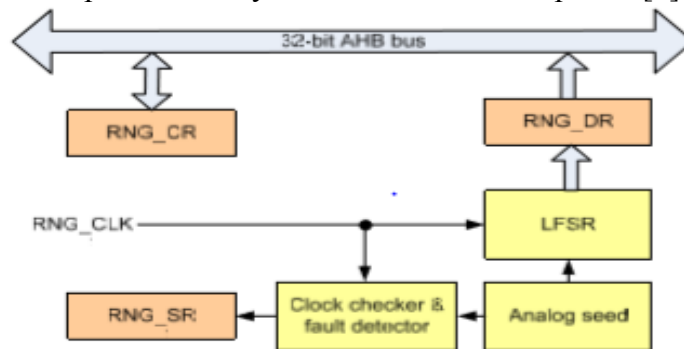 32-bit AHB bus
RNG_CR
RNG_DR
RNG_CLK
LFSR
RNG_SR
Clock checker &
fault detector
Analog seed